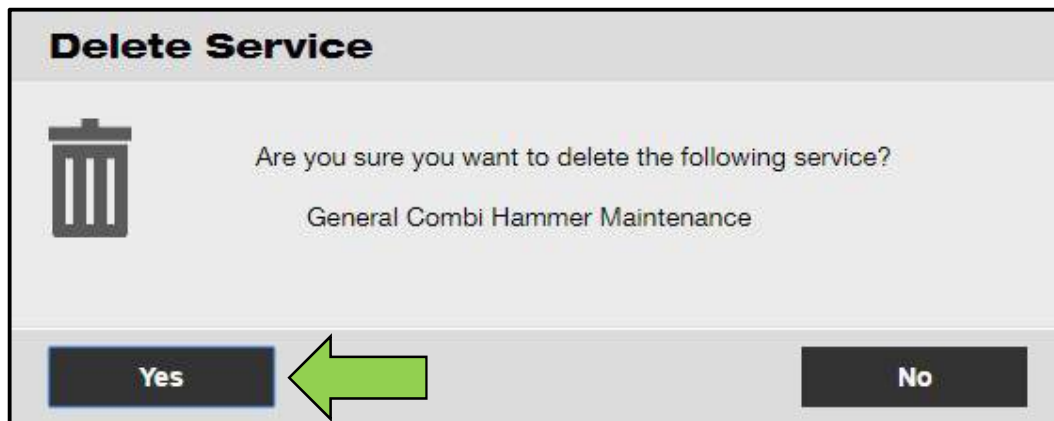 Delete Service
Are you sure you want to delete the following service?
General Combi Hammer Maintenance
Yes
No